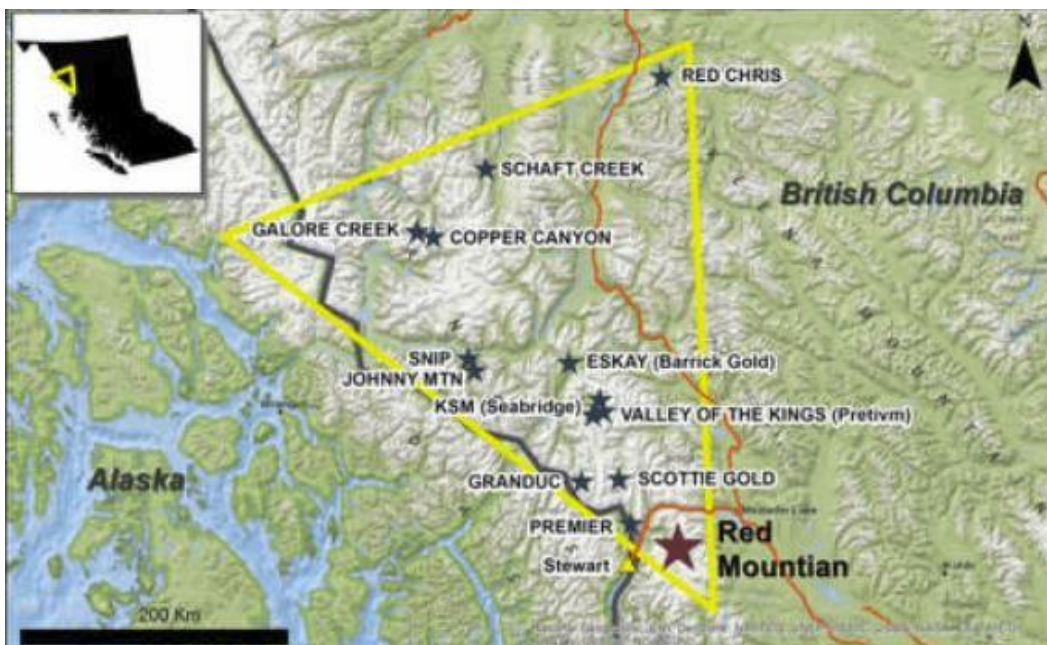 N
RED CHRIS
SCHAFT CREEK
British Columbia
GALORE CREEK
COPPER CANYON
SNIP
ESKAY (Barrick Gold)
JOHNNY MTN
KSM (Seabridge)
VALLEY OF THE KINGS (Pretivm)
Alaska
GRANDUC
SCOTTIE GOLD
PREMIER
Red
Mountian
Stewart
200 Km